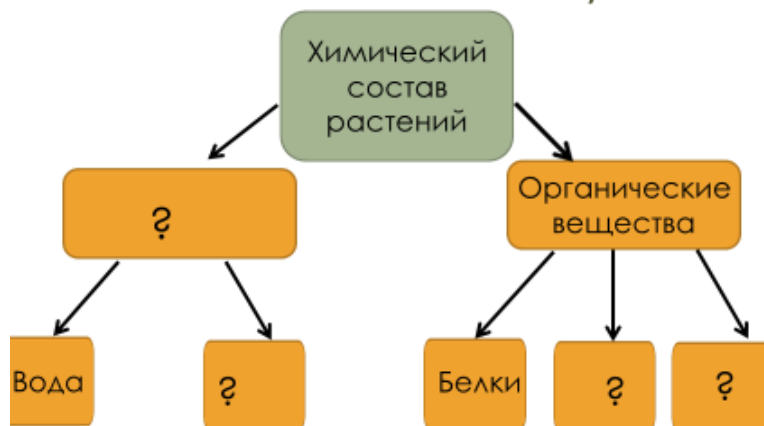 Химический
состав
растений
?
Органические
вещества
Вода
?
Белки
?
?